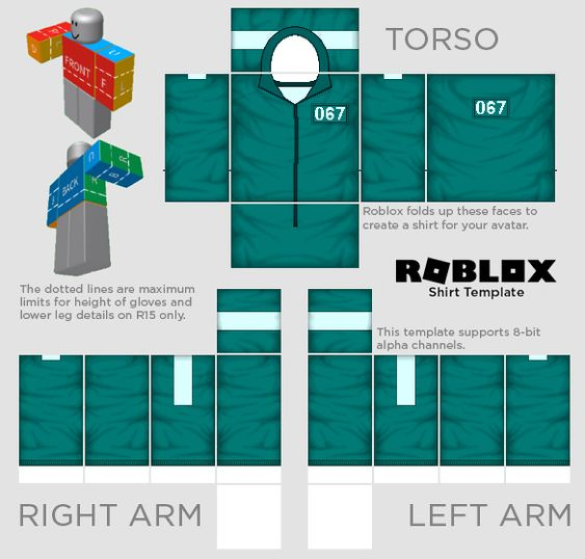 TORSO
FRONT
F
L
U
R
067
067
BACK
Roblox folds up these faces to
create a shirt for your avatar.
ROBLOX
Shirt Template
The dotted lines are maximum
limits for height of gloves and
lower leg details on R15 only.
This template supports 8-bit
alpha channels.
RIGHT ARM
LEFT ARM